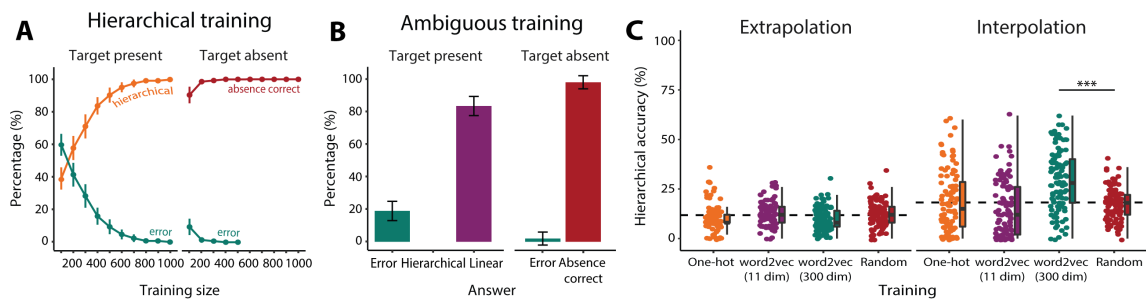 A
Hierarchical training
Target present
Target absent
Percentage (%)
100
80
60
40
20
0
hierarchical
error
absence correct
error
200 400 600 800 1000
200 400 600 800 1000
Training size
B
Ambiguous training
Target present
Target absent
Percentage (%)
100
80
60
40
20
0
Error Hierarchical Linear
Error Absence
correct
Answer
C
Extrapolation
Interpolation
Hierarchical accuracy (%)
100
75
50
25
0
***
One-hot word2vec word2vec Random
(11 dim) (300 dim)
One-hot word2vec word2vec Random
(11 dim) (300 dim)
Training